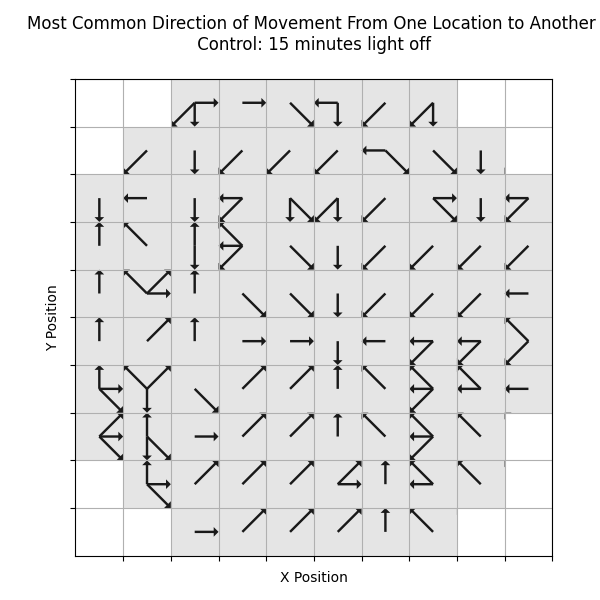 Most Common Direction of Movement From One Location to Another
Control: 15 minutes light off
Y Position
X Position